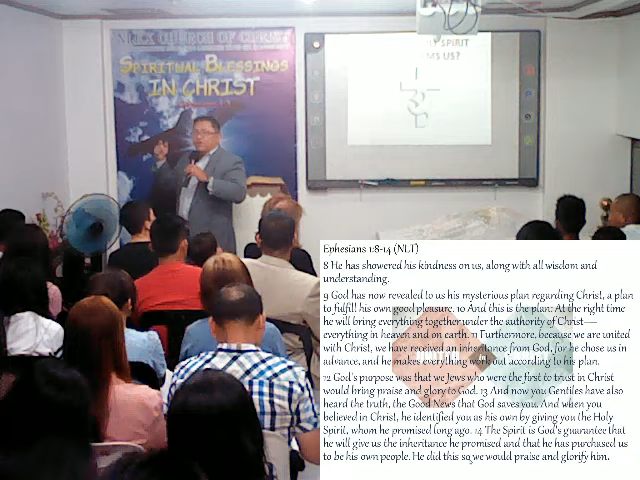 NLEX CHURCH OF CHRIST
SPIRITUAL BLESSINGS
IN CHRIST
SPIRIT
US?
Ephesians 1:8-14 (NLT)
8 He has showered his kindness on us, along with all wisdom and
understanding.
9 God has now revealed to us his mysterious plan regarding Christ, a plan
to fulfill his own good pleasure. 10 And this is the plan: At the right time
he will bring everything together under the authority of Christ—
everything in heaven and on earth. 11 Furthermore, because we are united
with Christ, we have received an inheritance from God, for he chose us in
advance, and he makes everything work out according to his plan.
12 God's purpose was that we Jews who were the first to trust in Christ
would bring praise and glory to God. 13 And now you Gentiles have also
heard the truth, the Good News that God saves you. And when you
believed in Christ, he identified you as his own by giving you the Holy
Spirit, whom he promised long ago. 14 The Spirit is God's guarantee that
he will give us the inheritance he promised and that he has purchased us
to be his own people. He did this so we would praise and glorify him.